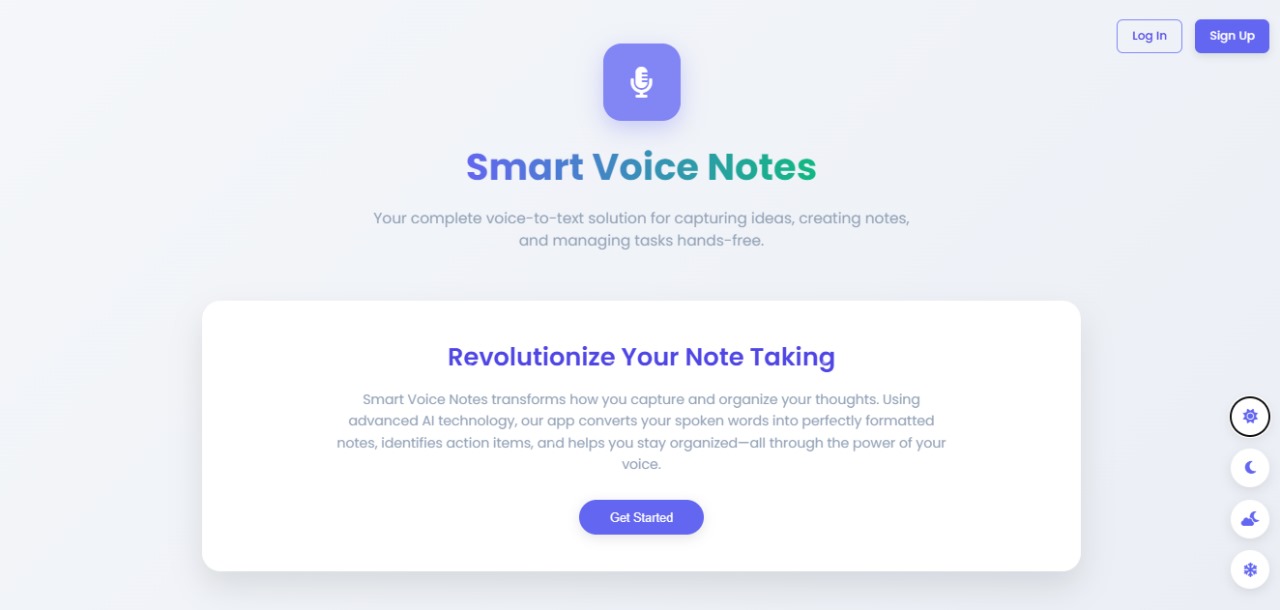 Log In
Sign Up
Smart Voice Notes
Your complete voice-to-text solution for capturing ideas, creating notes,
and managing tasks hands-free.
Revolutionize Your Note Taking
Smart Voice Notes transforms how you capture and organize your thoughts. Using
advanced AI technology, our app converts your spoken words into perfectly formatted
notes, identifies action items, and helps you stay organized—all through the power of your
voice.
Get Started